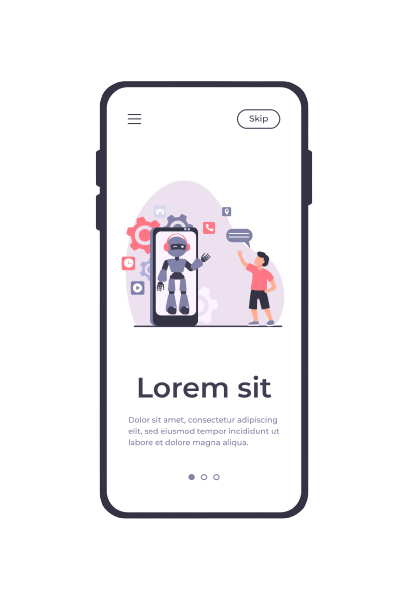 Skip
Lorem sit
Dolor sit amet, consectetur adipiscing
elit, sed eiusmod tempor incididunt ut
labore et dolore magna aliqua.